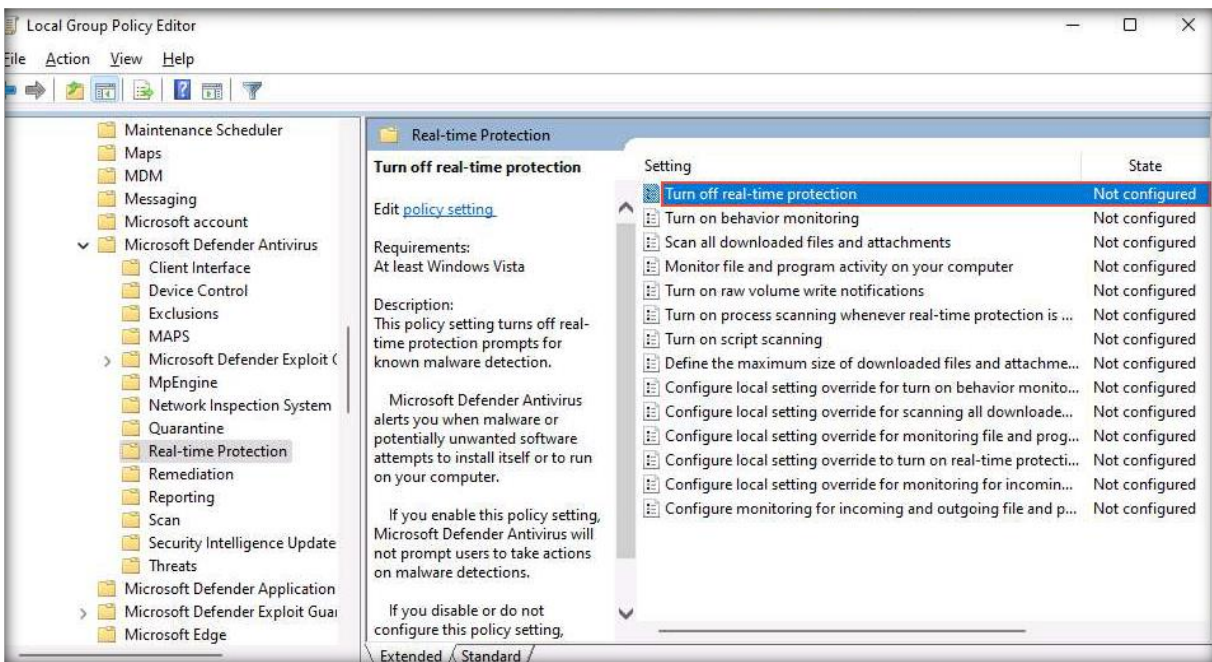 Local Group Policy Editor
File Action View Help
Maintenance Scheduler
Maps
MDM
Messaging
Microsoft account
Microsoft Defender Antivirus
Client Interface
Device Control
Exclusions
MAPS
Microsoft Defender Exploit G
MpEngine
Network Inspection System
Quarantine
Real-time Protection
Remediation
Reporting
Scan
Security Intelligence Update
Threats
Microsoft Defender Application
Microsoft Defender Exploit Guar
Microsoft Edge
Real-time Protection
Turn off real-time protection
Edit policy setting
Requirements:
At least Windows Vista
Description:
This policy setting turns off real-
time protection prompts for
known malware detection.
Microsoft Defender Antivirus
alerts you when malware or
potentially unwanted software
attempts to install itself or to run
on your computer.
If you enable this policy setting,
Microsoft Defender Antivirus will
not prompt users to take actions
on malware detections.
If you disable or do not
configure this policy setting,
Setting State
Turn off real-time protection Not configured
Turn on behavior monitoring Not configured
Scan all downloaded files and attachments Not configured
Monitor file and program activity on your computer Not configured
Turn on raw volume write notifications Not configured
Turn on process scanning whenever real-time protection is ... Not configured
Turn on script scanning Not configured
Define the maximum size of downloaded files and attachme... Not configured
Configure local setting override for turn on behavior monito... Not configured
Configure local setting override for scanning all downloade... Not configured
Configure local setting override for monitoring file and prog... Not configured
Configure local setting override to turn on real-time protecti... Not configured
Configure local setting override for monitoring for incomin... Not configured
Configure monitoring for incoming and outgoing file and p... Not configured
Extended Standard